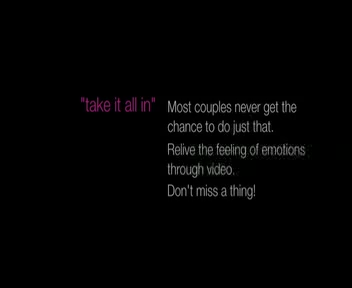 "take it all in" Most couples never get the
chance to do just that.
Relive the feeling of emotions
through video.
Don't miss a thing!